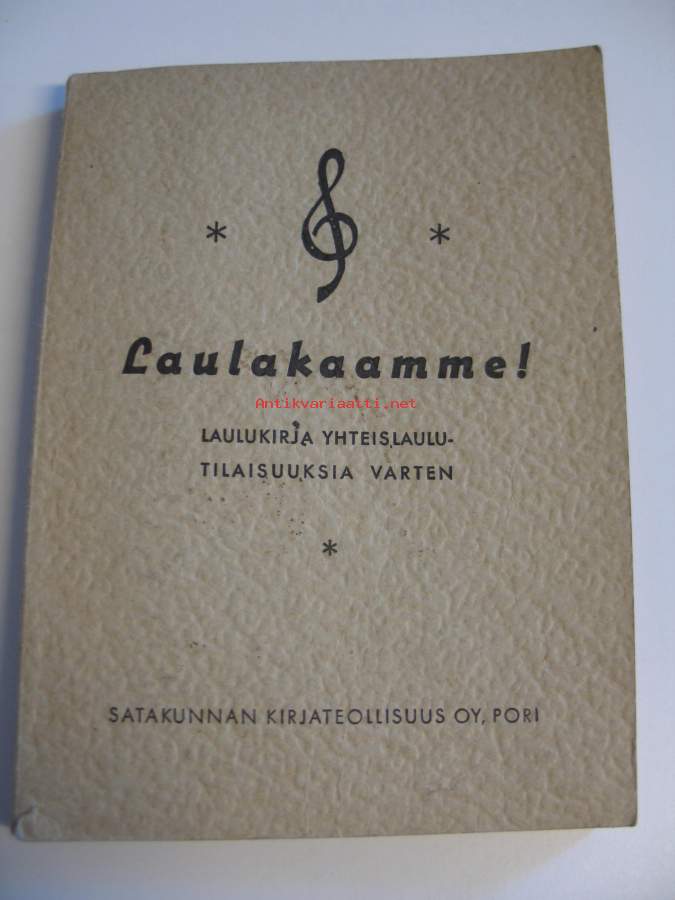 Laulakaamme!
Antikvariaatti.net
LAULUKIRJA YHTEISLAULU-
TILAISUUKSIA VARTEN
SATAKUNNAN KIRJATEOLLISUUS OY, PORI